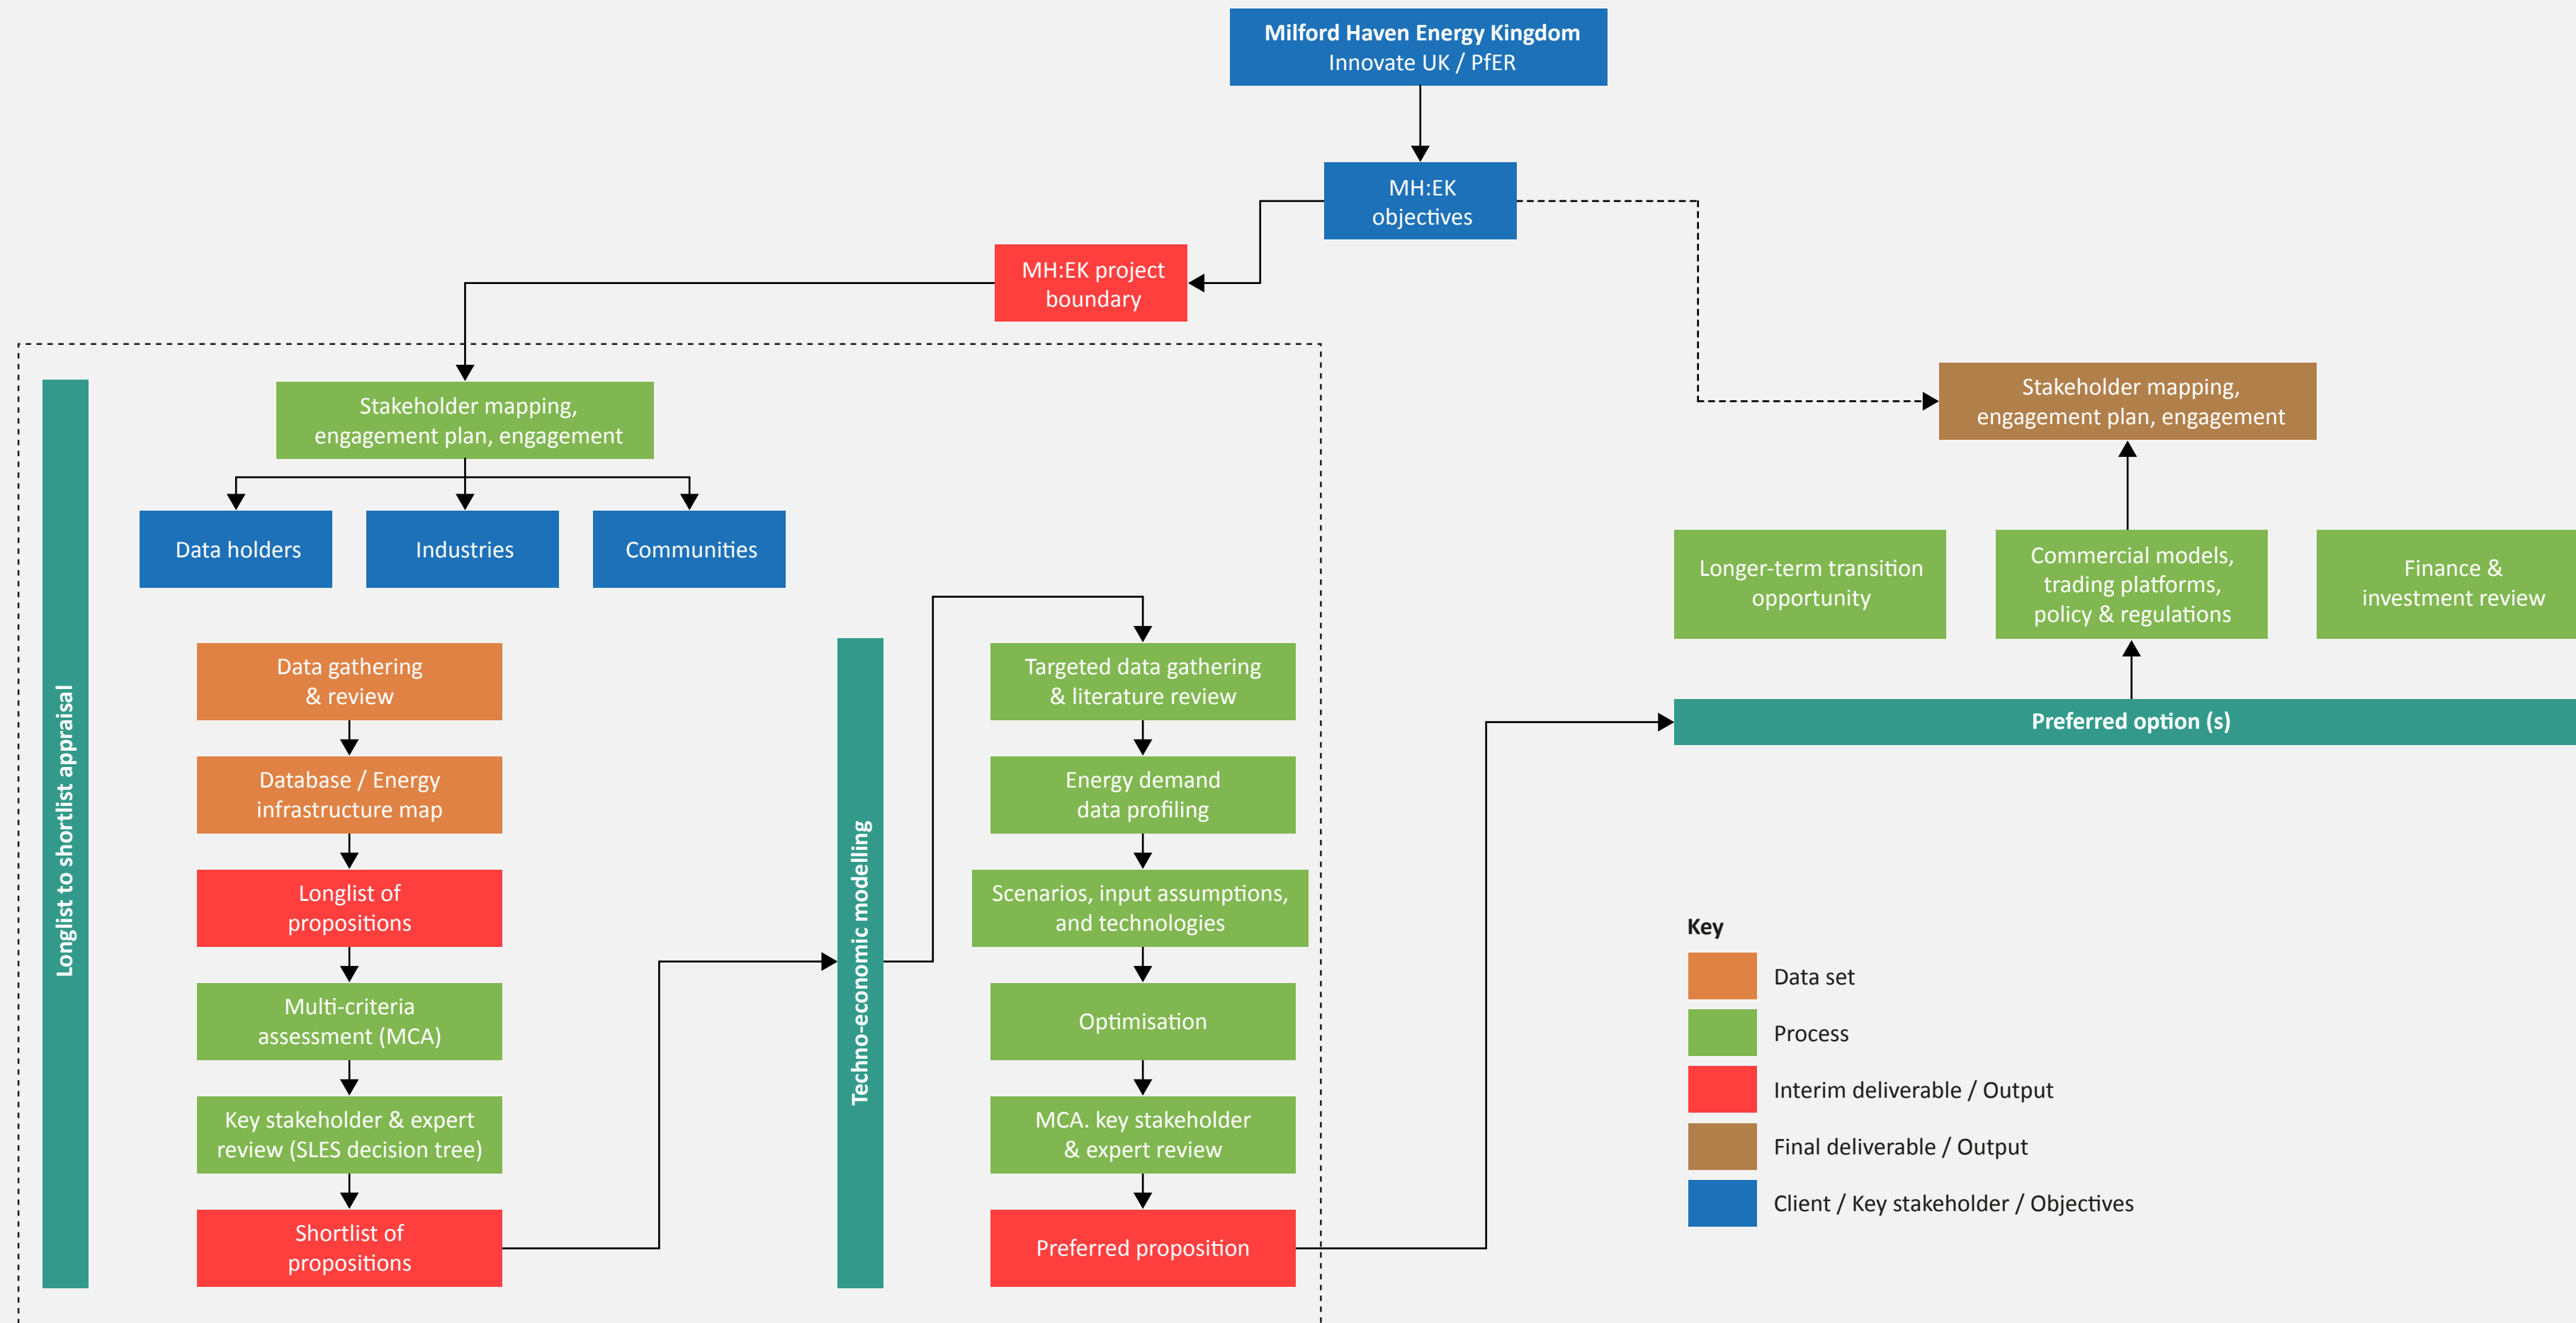 Milford Haven Energy Kingdom
Innovate UK / PfER
MH:EK
objectives
MH:EK project
boundary
Stakeholder mapping,
engagement plan, engagement
Data holders
Industries
Communities
Longlist to shortlist appraisal
Data gathering
& review
Database / Energy
infrastructure map
Longlist of
propositions
Multi-criteria
assessment (MCA)
Key stakeholder & expert
review (SLES decision tree)
Shortlist of
propositions
Techno-economic modelling
Targeted data gathering
& literature review
Energy demand
data profiling
Scenarios, input assumptions,
and technologies
Optimisation
MCA. key stakeholder
& expert review
Preferred proposition
Stakeholder mapping,
engagement plan, engagement
Longer-term transition
opportunity
Commercial models,
trading platforms,
policy & regulations
Finance &
investment review
Preferred option (s)
Key
Data set
Process
Interim deliverable / Output
Final deliverable / Output
Client / Key stakeholder / Objectives